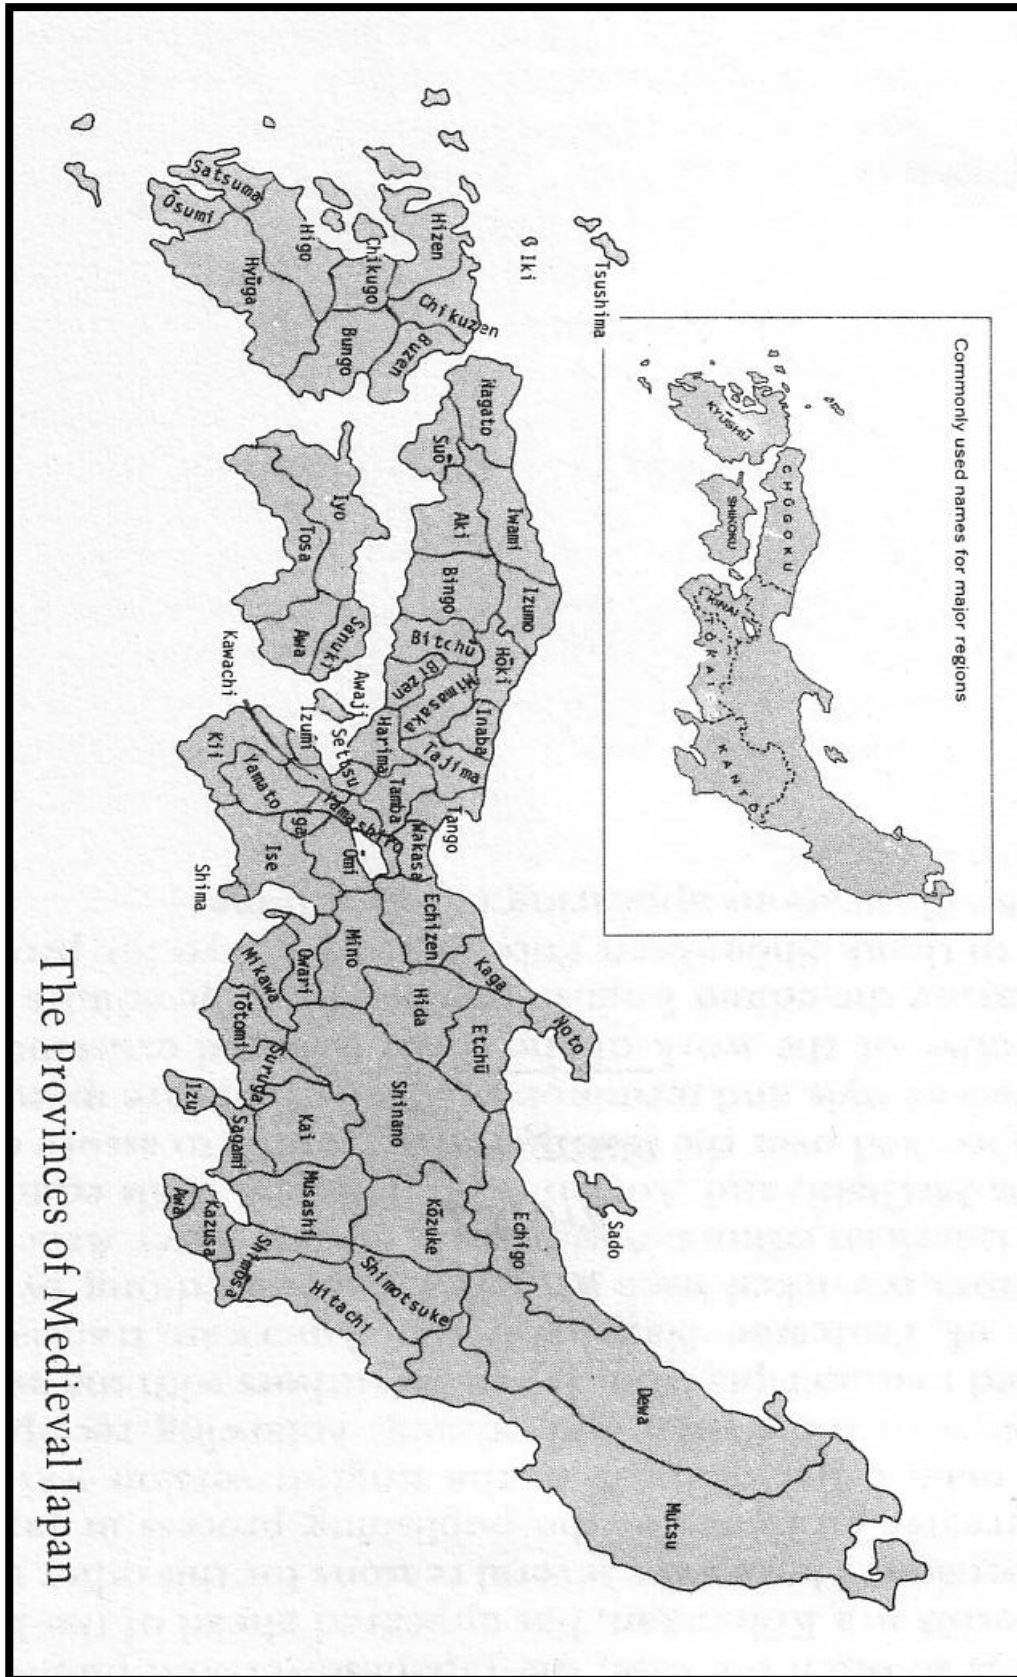 Commonly used names for major regions
CHŪGOKU
KYŪSHŪ
SHIKOKU
KINAI
TŌKAI
KANTŌ
Tsushima
Iki
Sado
Hizen
Chikuzen
Buzen
Chikugo
Bungo
Higo
Hyūga
Satsuma
Ōsumi
Nagato
Suō
Iwami
Aki
Izumo
Bingo
Hōki
Bitchū
Bizen
Mimasaka
Inaba
Tajima
Harima
Tamba
Tango
Wakasa
Iyo
Tosa
Sanuki
Awa
Awaji
Settsu
Izumi
Kawachi
Kii
Yamato
Yamashiro
Iga
Ise
Shima
Ōmi
Echizen
Kaga
Noto
Mino
Hida
Etchū
Owari
Mikawa
Tōtomi
Suruga
Izu
Shinano
Kai
Sagami
Echigo
Kōzuke
Musashi
Awa
Kazusa
Shimōsa
Shimotsuke
Hitachi
Dewa
Mutsu
The Provinces of Medieval Japan